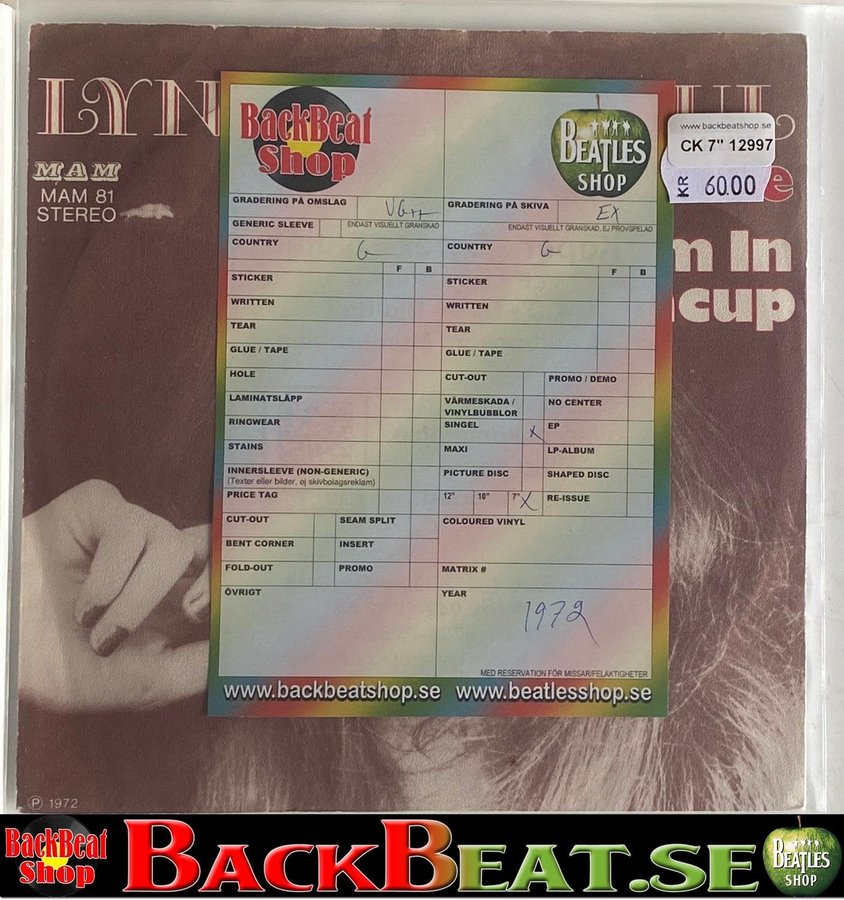 LYN
UL
MAM
MAM 81
STEREO
e
m In
cup
℗ 1972
BackBeat
Shop
BEATLES
SHOP
www.backbeatshop.se
CK 7" 12997
KR 60.00
GRADERING PÅ OMSLAG VG++
GENERIC SLEEVE
ENDAST VISUELLT GRANSKAD
COUNTRY G
F B
STICKER
WRITTEN
TEAR
GLUE / TAPE
HOLE
LAMINATSLÄPP
RINGWEAR
STAINS
INNERSLEEVE (NON-GENERIC)
(Texter eller bilder, ej skivbolagsreklam)
PRICE TAG
CUT-OUT SEAM SPLIT
BENT CORNER INSERT
FOLD-OUT PROMO
ÖVRIGT
GRADERING PÅ SKIVA EX
ENDAST VISUELLT GRANSKAD, EJ PROVSPELAD
COUNTRY G
F B
STICKER
WRITTEN
TEAR
GLUE / TAPE
CUT-OUT PROMO / DEMO
VÄRMESKADA / NO CENTER
VINYLBUBBLOR
SINGEL X EP
MAXI LP-ALBUM
PICTURE DISC SHAPED DISC
12" 10" 7" X RE-ISSUE
COLOURED VINYL
MATRIX #
YEAR
1972
MED RESERVATION FÖR MISSAR/FELAKTIGHETER
www.backbeatshop.se www.beatlesshop.se
BackBeat
Shop
BACKBEAT.SE
BEATLES
SHOP